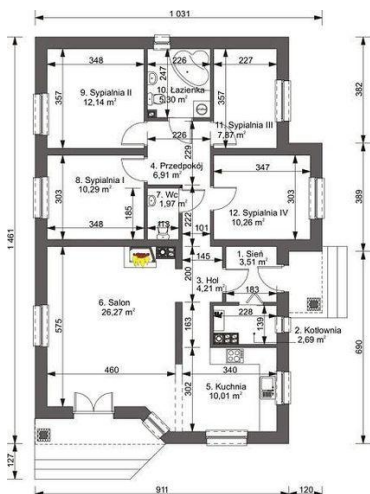 1 031
348
226
227
382
247
9. Sypialnia II
12,14 m²
357
10. Łazienka
5,30 m²
357
11. Sypialnia III
7,87 m²
226
229
4. Przedpokój
6,91 m²
347
303
8. Sypialnia I
10,29 m²
185
7. Wc
1,97 m²
303
389
348
119
222
101
12. Sypialnia IV
10,26 m²
1 461
145
1. Sień
3,51 m²
200
3. Hol
4,21 m²
183
6. Salon
26,27 m²
575
163
228
139
2. Kotłownia
2,69 m²
690
460
340
302
5. Kuchnia
10,01 m²
127
911
120